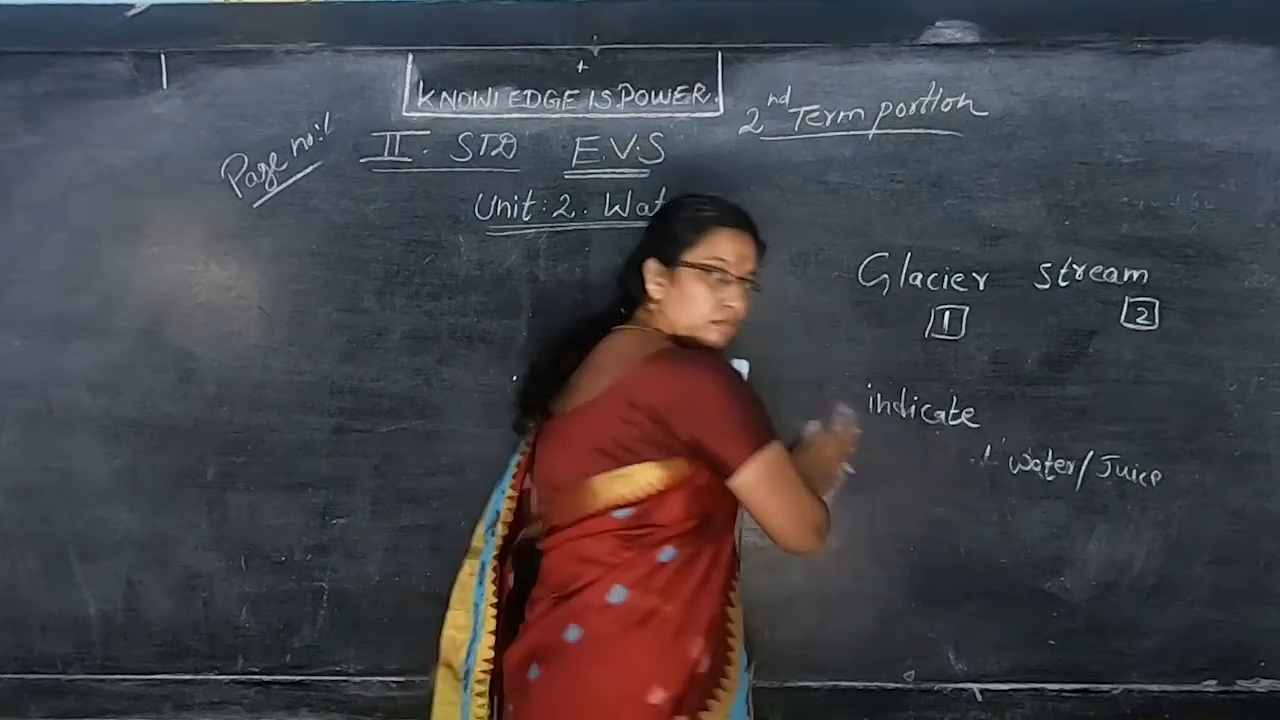 KNOWLEDGE IS POWER.
2nd Term portion
Page no:
II. STD E.V.S
Unit: 2. Wat
Glacier stream
1 2
indicate
Water/Juice